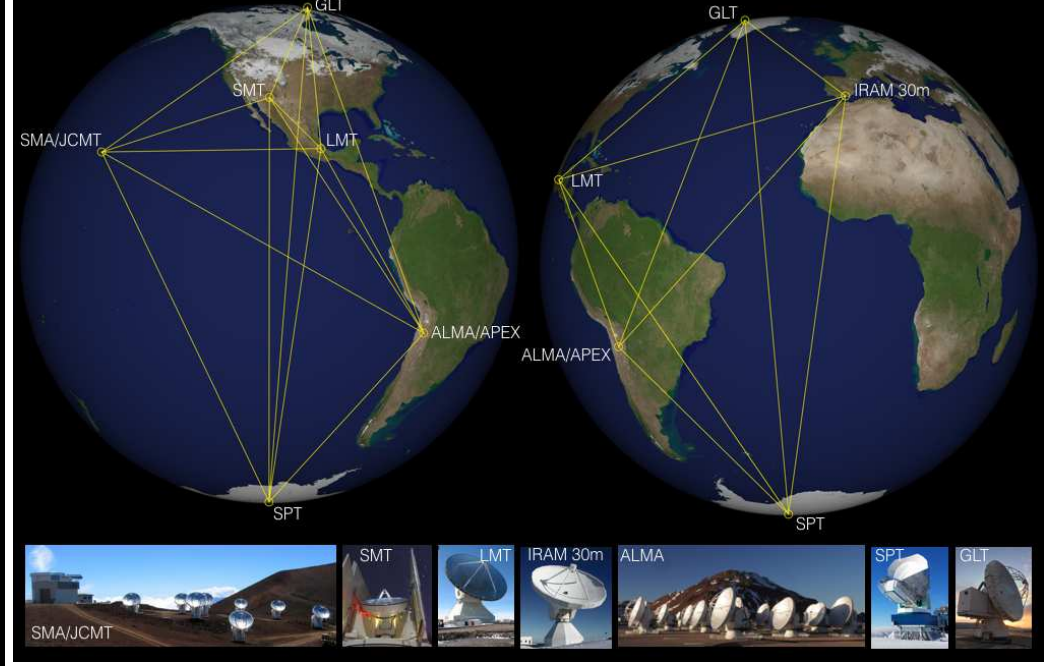 GLT
SMT
SMA/JCMT
LMT
ALMA/APEX
SPT
GLT
IRAM 30m
LMT
ALMA/APEX
SPT
SMA/JCMT
SMT
LMT
IRAM 30m
ALMA
SPT
GLT